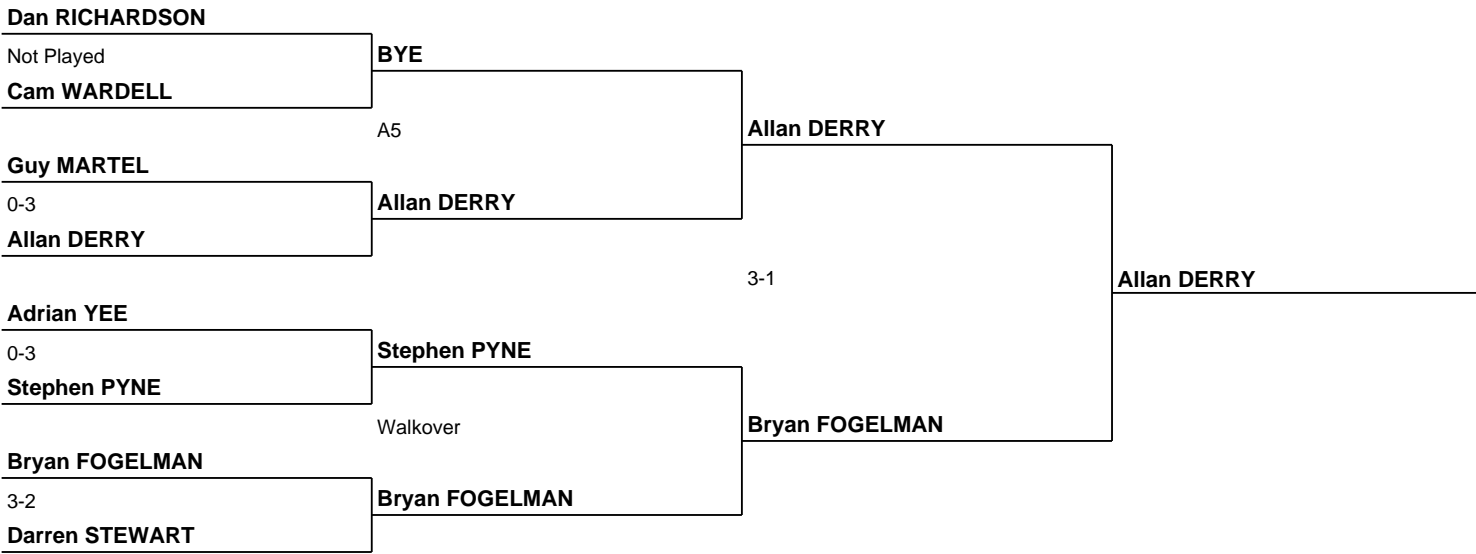 Dan RICHARDSON
Not Played
BYE
Cam WARDELL
A5
Allan DERRY
Guy MARTEL
0-3
Allan DERRY
Allan DERRY
3-1
Allan DERRY
Adrian YEE
0-3
Stephen PYNE
Stephen PYNE
Walkover
Bryan FOGELMAN
Bryan FOGELMAN
3-2
Bryan FOGELMAN
Darren STEWART